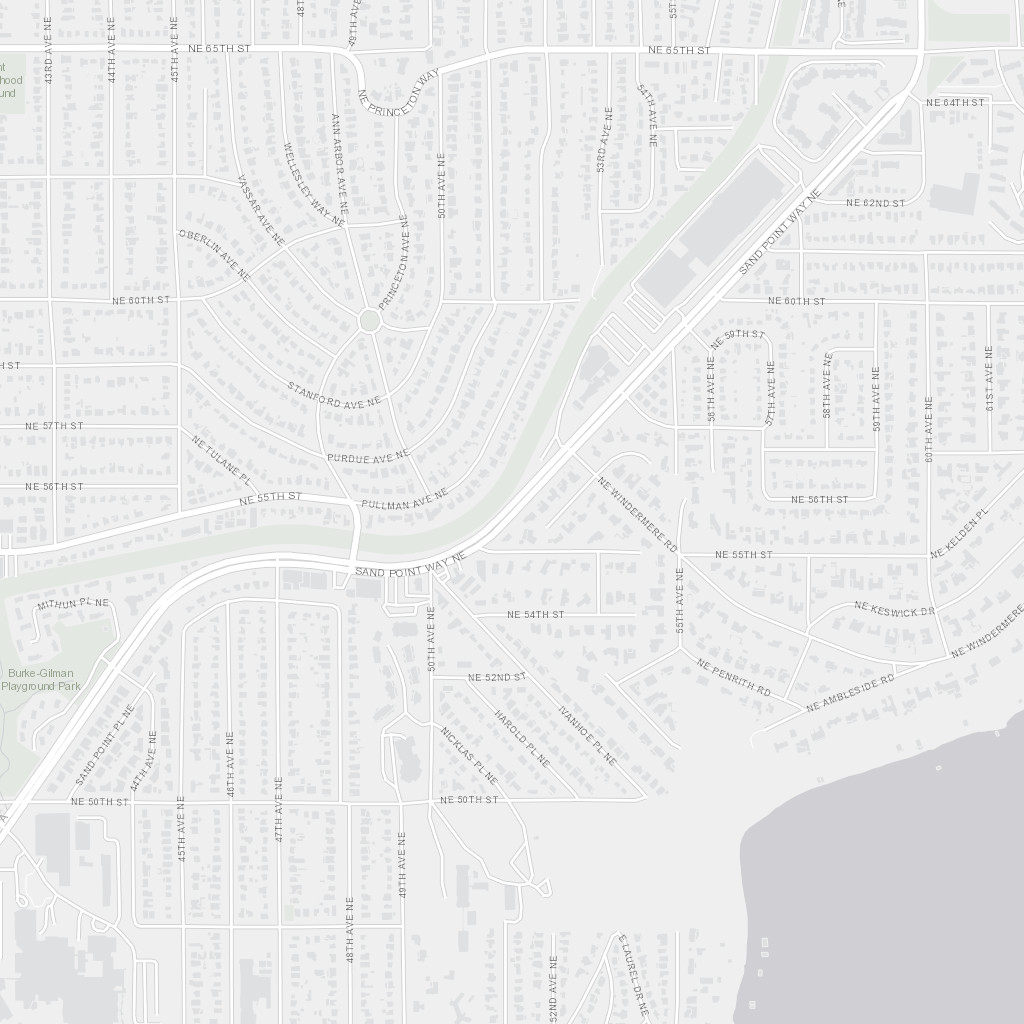 43RD AVE NE
44TH AVE NE
45TH AVE NE
48TH
49TH AVE
55TH
NE 65TH ST
NE 65TH ST
NE PRINCETON WAY
54TH AVE NE
NE 64TH ST
ANN ARBOR AVE NE
WELLESLEY WAY NE
50TH AVE NE
53RD AVE NE
VASSAR AVE NE
OBERLIN AVE NE
PRINCETON AVE NE
SAND POINT WAY NE
NE 62ND ST
NE 60TH ST
NE 60TH ST
NE 59TH ST
H ST
STANFORD AVE NE
56TH AVE NE
57TH AVE NE
58TH AVE NE
59TH AVE NE
60TH AVE NE
61ST AVE NE
NE 57TH ST
NE TULANE PL
PURDUE AVE NE
NE 56TH ST
NE 55TH ST
PULLMAN AVE NE
NE WINDERMERE RD
NE 56TH ST
NE KELDEN PL
NE 55TH ST
SAND POINT WAY NE
MITHUN PL NE
50TH AVE NE
NE 54TH ST
55TH AVE NE
NE KESWICK DR
NE WINDERMERE
Burke-Gilman
Playground Park
NE 52ND ST
NE PENRITH RD
NE AMBLESIDE RD
SAND POINT PL NE
44TH AVE NE
46TH AVE NE
NICKLAS PL NE
HAROLD PL NE
IVANHOE PL NE
NE 50TH ST
NE 50TH ST
45TH AVE NE
47TH AVE NE
49TH AVE NE
48TH AVE NE
52ND AVE NE
E LAUREL DR NE